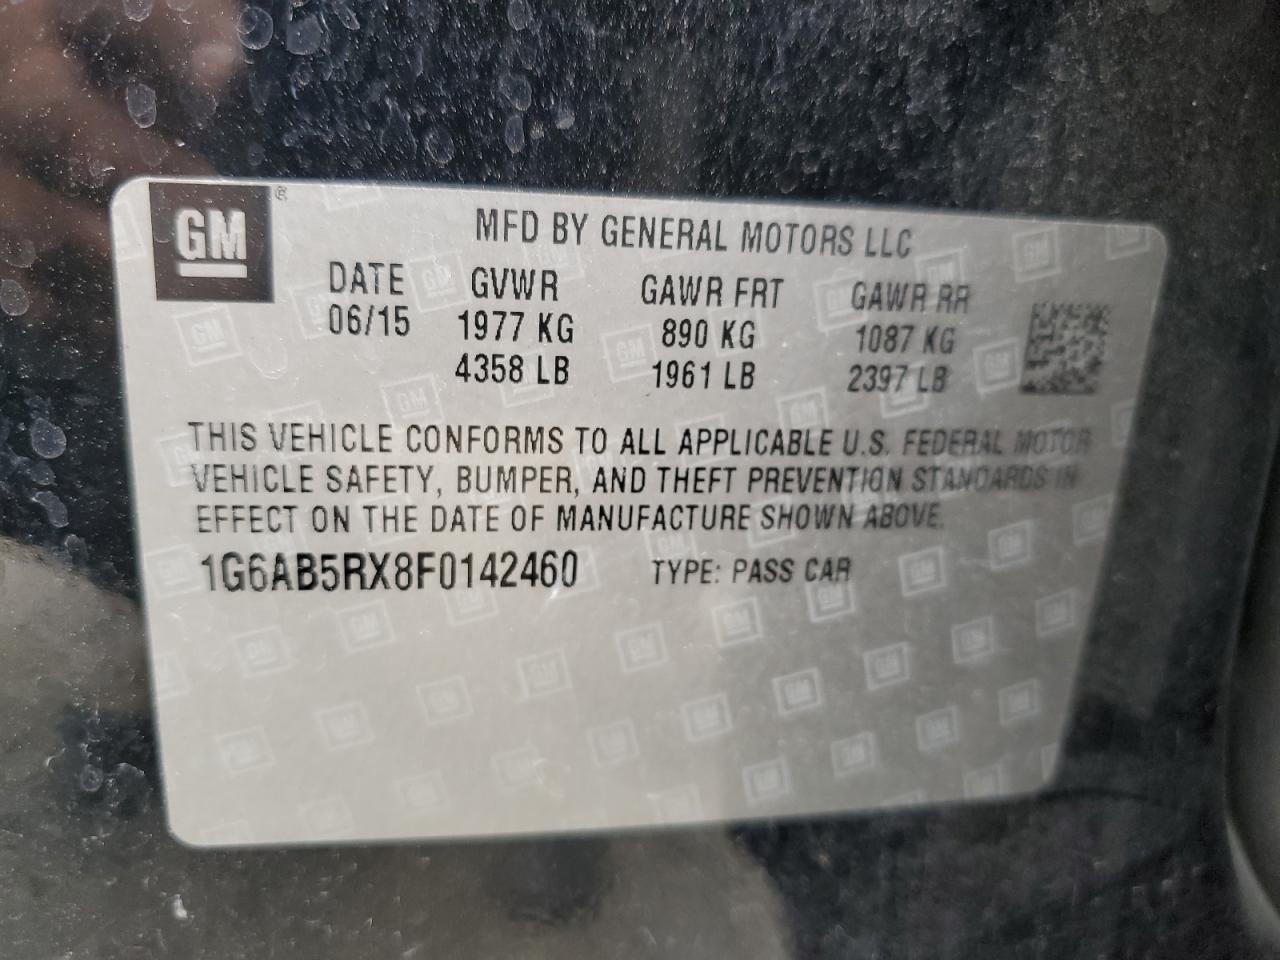 GM ®
MFD BY GENERAL MOTORS LLC
DATE GVWR GAWR FRT GAWR RR
06/15 1977 KG 890 KG 1087 KG
4358 LB 1961 LB 2397 LB
THIS VEHICLE CONFORMS TO ALL APPLICABLE U.S. FEDERAL MOTOR
VEHICLE SAFETY, BUMPER, AND THEFT PREVENTION STANDARDS IN
EFFECT ON THE DATE OF MANUFACTURE SHOWN ABOVE.
1G6AB5RX8F0142460 TYPE: PASS CAR